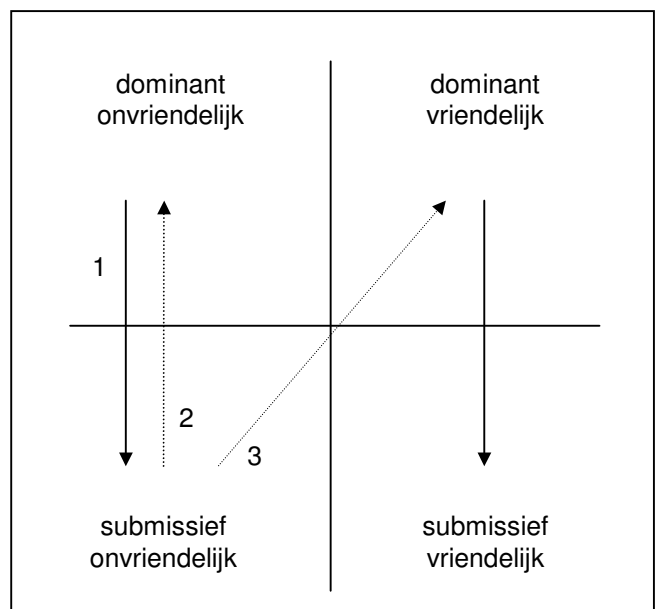 dominant
onvriendelijk
dominant
vriendelijk
1
2
3
submissief
onvriendelijk
submissief
vriendelijk